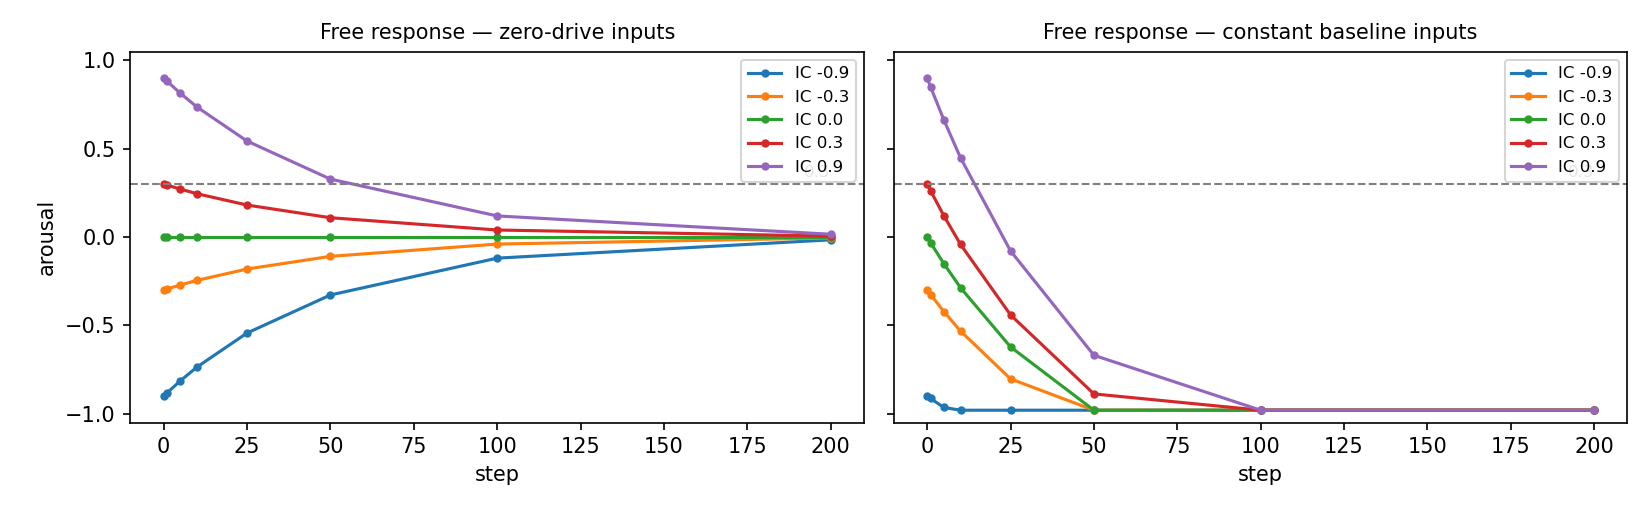 Free response — zero-drive inputs
1.0
0.5
0.0
−0.5
−1.0
arousal
0
25
50
75
100
125
150
175
200
step
IC -0.9
IC -0.3
IC 0.0
IC 0.3
IC 0.9
Free response — constant baseline inputs
0
25
50
75
100
125
150
175
200
step
IC -0.9
IC -0.3
IC 0.0
IC 0.3
IC 0.9